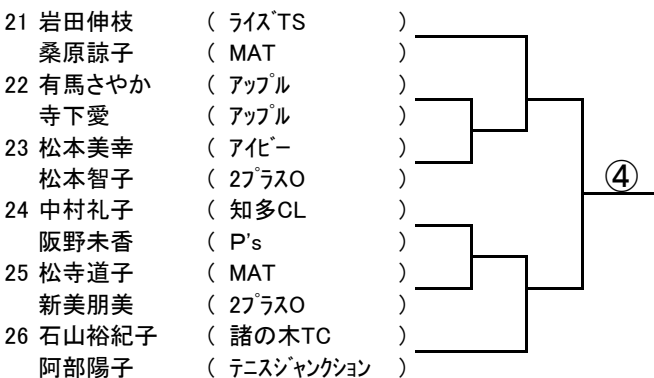 21 岩田伸枝 ( ﾗｲｽﾞTS )
桑原諒子 ( MAT )
22 有馬さやか ( ｱｯﾌﾟﾙ )
寺下愛 ( ｱｯﾌﾟﾙ )
23 松本美幸 ( ｱｲﾋﾞｰ )
松本智子 ( 2ﾌﾟﾗｽO )
④
24 中村礼子 ( 知多CL )
阪野未香 ( P's )
25 松寺道子 ( MAT )
新美朋美 ( 2ﾌﾟﾗｽO )
26 石山裕紀子 ( 諸の木TC )
阿部陽子 ( ﾃﾆｽｼﾞｬﾝｸｼｮﾝ )